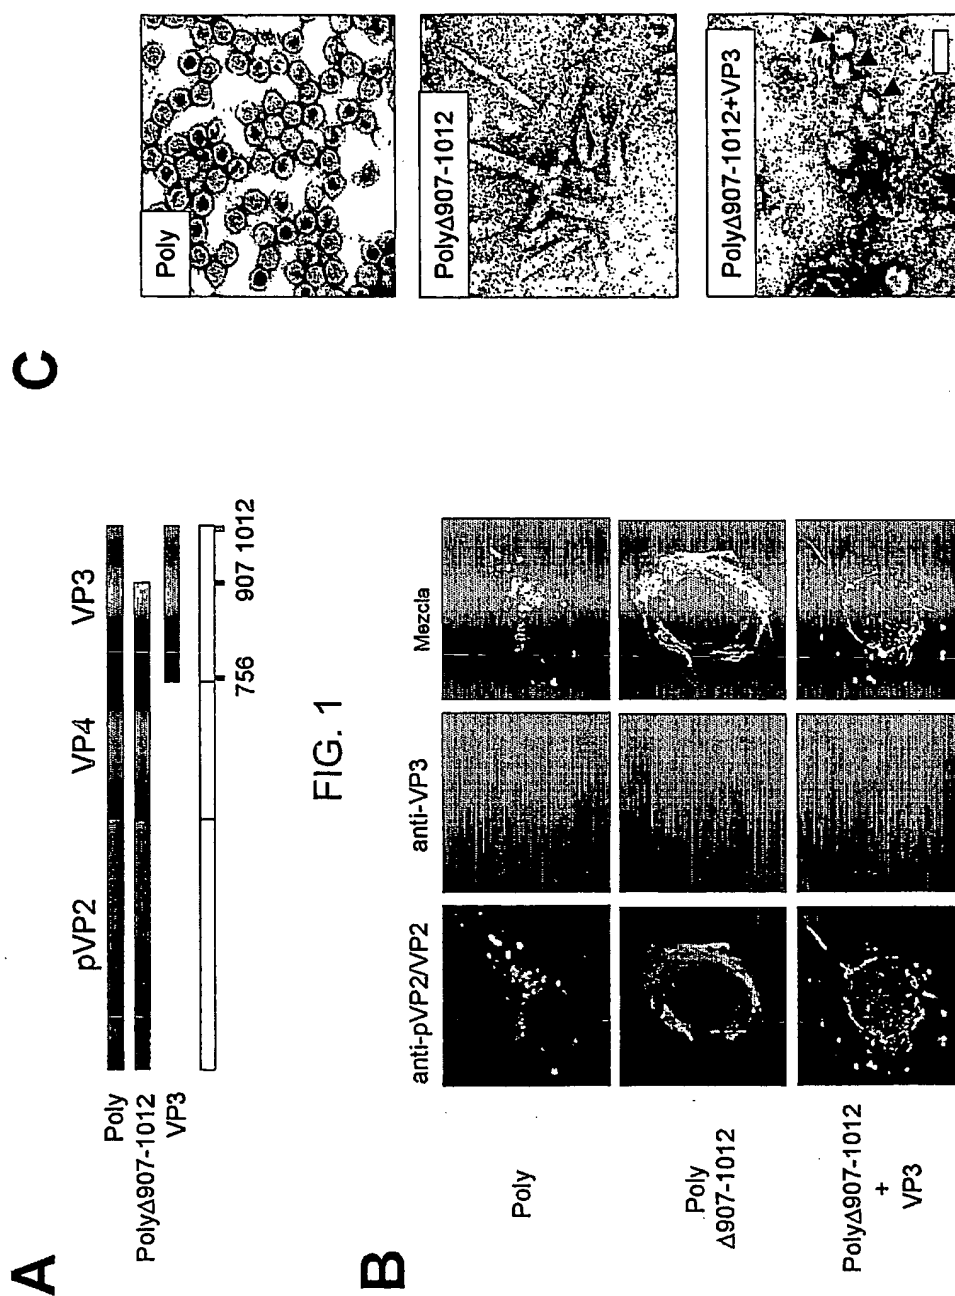 A
pVP2 VP4 VP3
Poly
PolyΔ907-1012
VP3
756 907 1012
FIG. 1
B
anti-pVP2/VP2 anti-VP3 Mezcla
Poly
Poly
Δ907-1012
PolyΔ907-1012
+
VP3
C
Poly
PolyΔ907-1012
PolyΔ907-1012+VP3